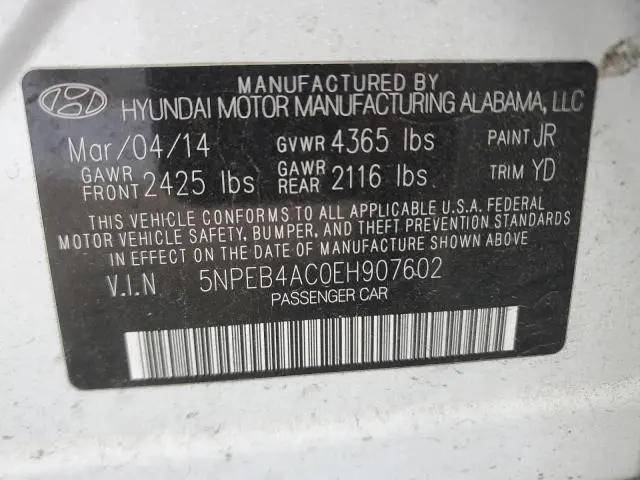 MANUFACTURED BY
HYUNDAI MOTOR MANUFACTURING ALABAMA, LLC
Mar/04/14 GVWR 4365 lbs PAINT JR
GAWR FRONT 2425 lbs GAWR REAR 2116 lbs TRIM YD
THIS VEHICLE CONFORMS TO ALL APPLICABLE U.S.A. FEDERAL
MOTOR VEHICLE SAFETY, BUMPER, AND THEFT PREVENTION STANDARDS
IN EFFECT ON THE DATE OF MANUFACTURE SHOWN ABOVE.
V.I.N 5NPEB4AC0EH907602
PASSENGER CAR